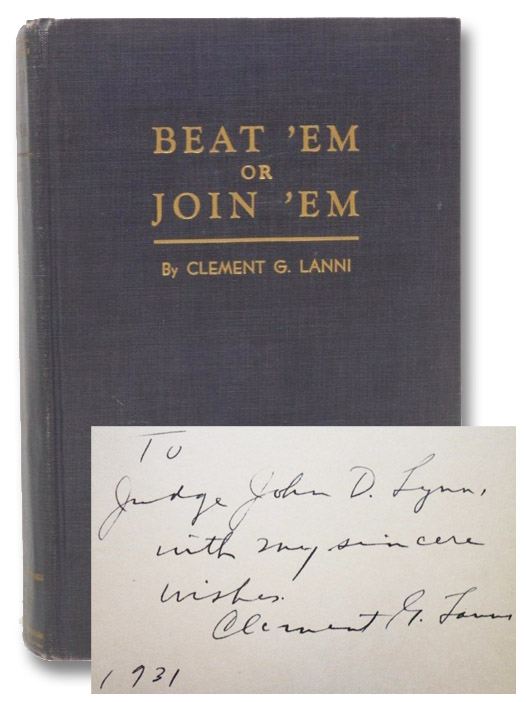 BEAT 'EM
OR
JOIN 'EM
By CLEMENT G. LANNI
To
Judge John D. Lynn,
with my sincere
wishes.
Clement G. Lanni
1931